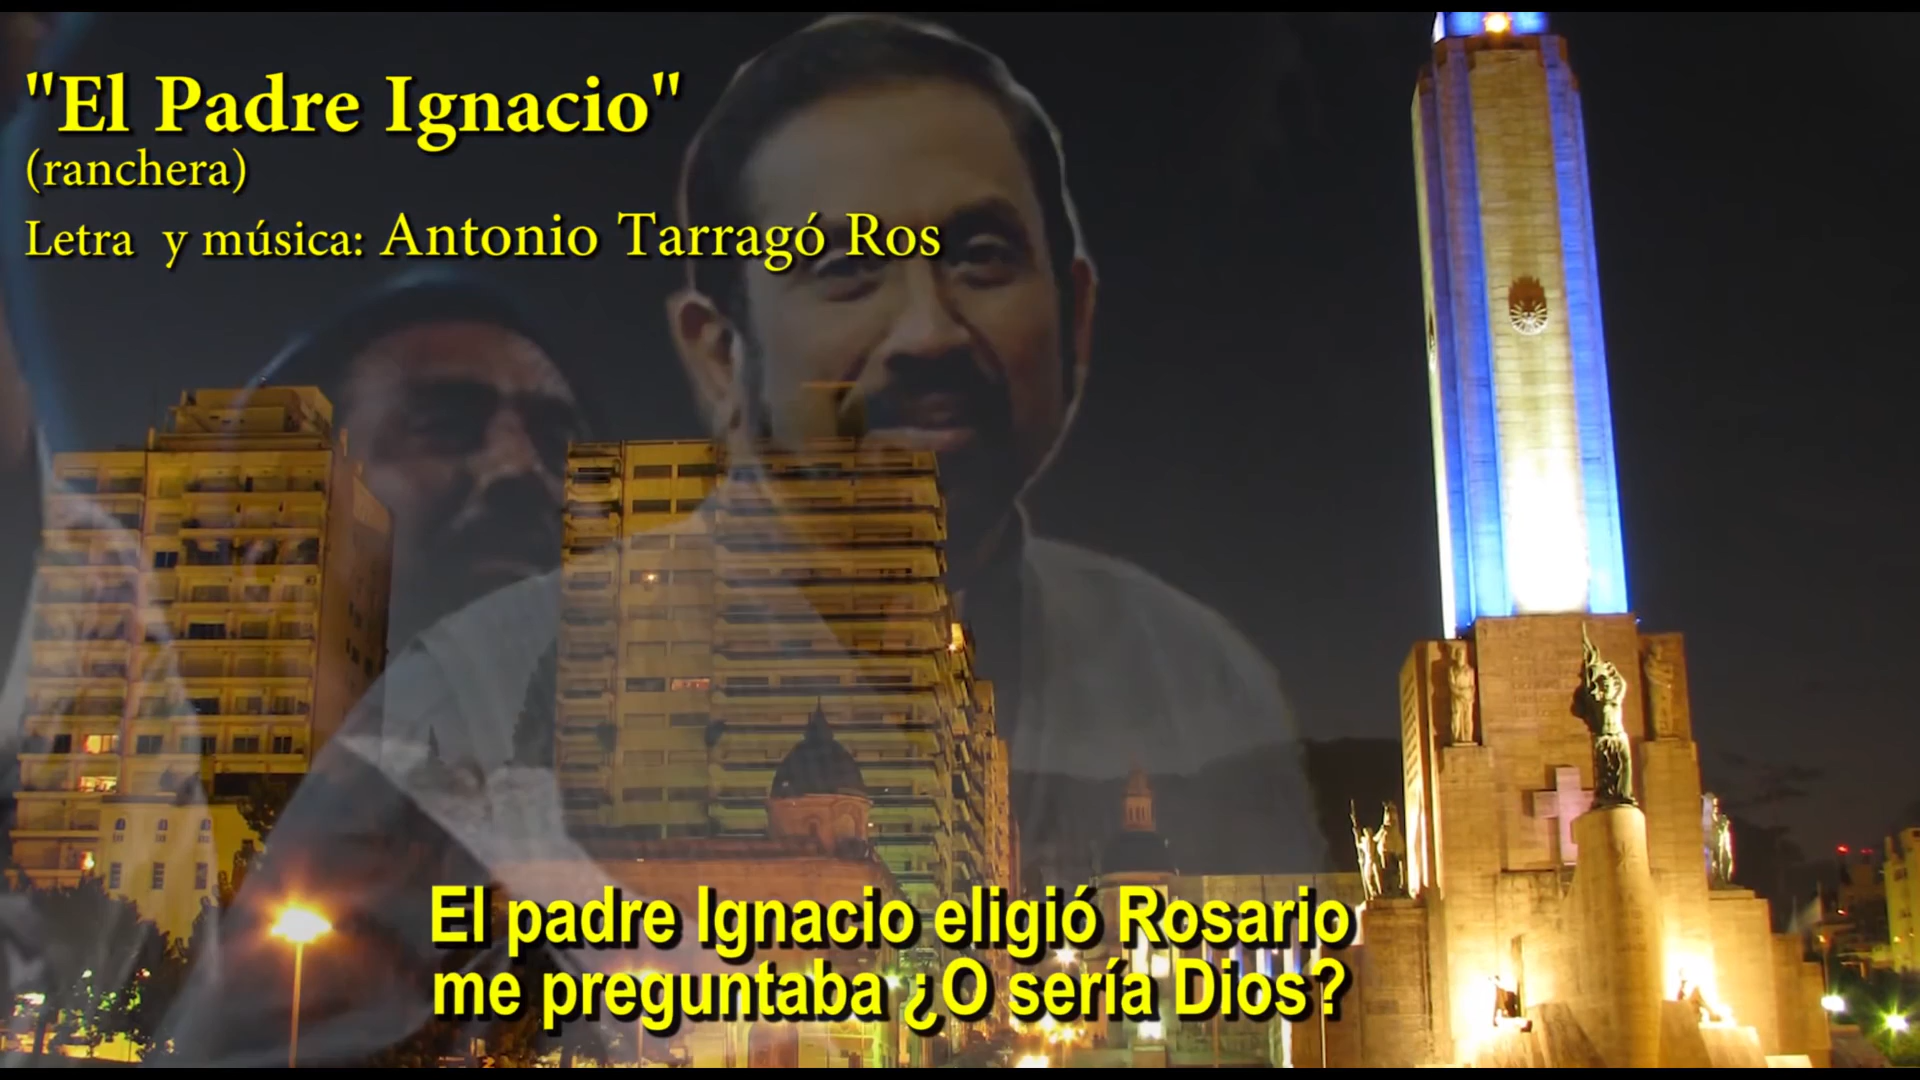 "El Padre Ignacio"
(ranchera)
Letra y música: Antonio Tarragó Ros
El padre Ignacio eligió Rosario
me preguntaba ¿O sería Dios?